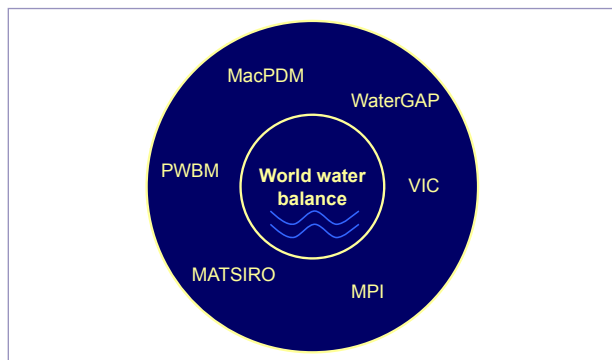 MacPDM
WaterGAP
PWBM
World water
balance
VIC
MATSIRO
MPI